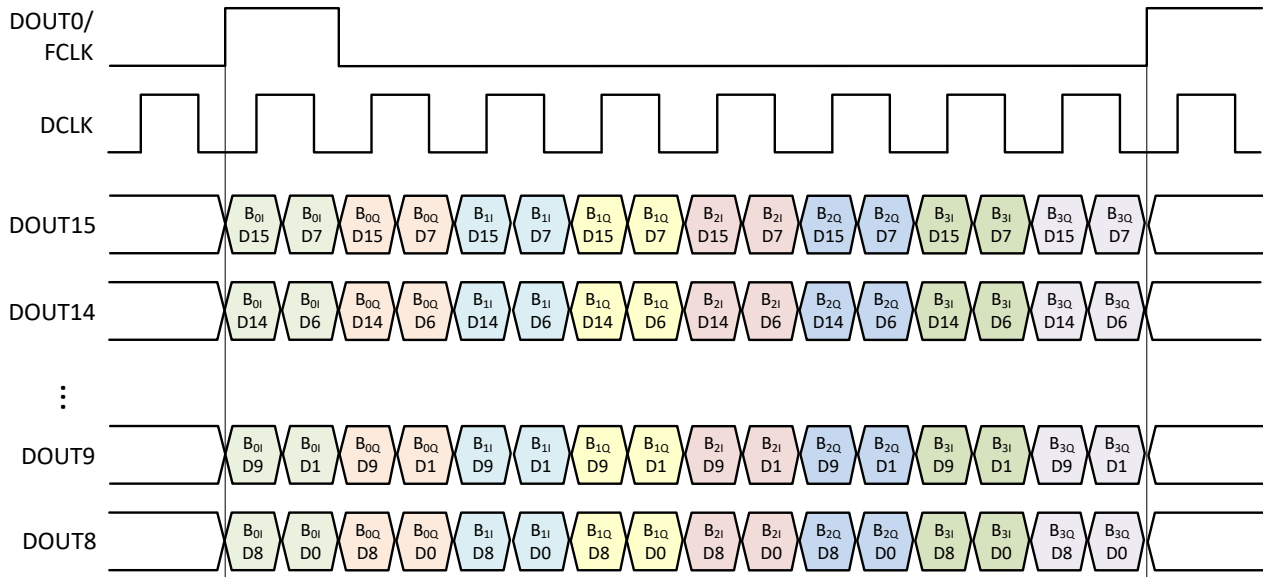 DOUT0/
FCLK
DCLK
DOUT15
B0I B0I B0Q B0Q B1I B1I B1Q B1Q B2I B2I B2Q B2Q B3I B3I B3Q B3Q
D15 D7 D15 D7 D15 D7 D15 D7 D15 D7 D15 D7 D15 D7 D15 D7
DOUT14
B0I B0I B0Q B0Q B1I B1I B1Q B1Q B2I B2I B2Q B2Q B3I B3I B3Q B3Q
D14 D6 D14 D6 D14 D6 D14 D6 D14 D6 D14 D6 D14 D6 D14 D6
⋮
DOUT9
B0I B0I B0Q B0Q B1I B1I B1Q B1Q B2I B2I B2Q B2Q B3I B3I B3Q B3Q
D9 D1 D9 D1 D9 D1 D9 D1 D9 D1 D9 D1 D9 D1 D9 D1
DOUT8
B0I B0I B0Q B0Q B1I B1I B1Q B1Q B2I B2I B2Q B2Q B3I B3I B3Q B3Q
D8 D0 D8 D0 D8 D0 D8 D0 D8 D0 D8 D0 D8 D0 D8 D0